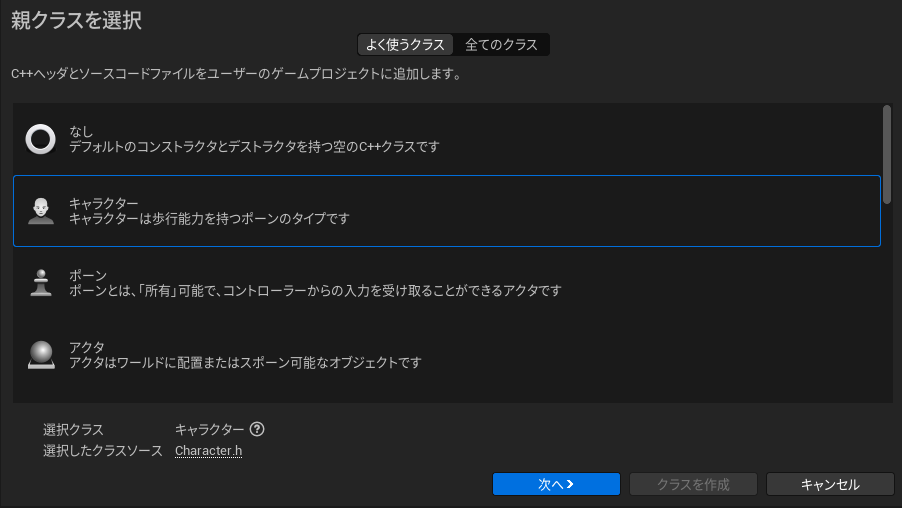 親クラスを選択
よく使うクラス 全てのクラス
C++ヘッダとソースコードファイルをユーザーのゲームプロジェクトに追加します。
なし
デフォルトのコンストラクタとデストラクタを持つ空のC++クラスです
キャラクター
キャラクターは歩行能力を持つポーンのタイプです
ポーン
ポーンとは、「所有」可能で、コントローラーからの入力を受け取ることができるアクタです
アクタ
アクタはワールドに配置またはスポーン可能なオブジェクトです
選択クラス キャラクター ?
選択したクラスソース Character.h
次へ > クラスを作成 キャンセル